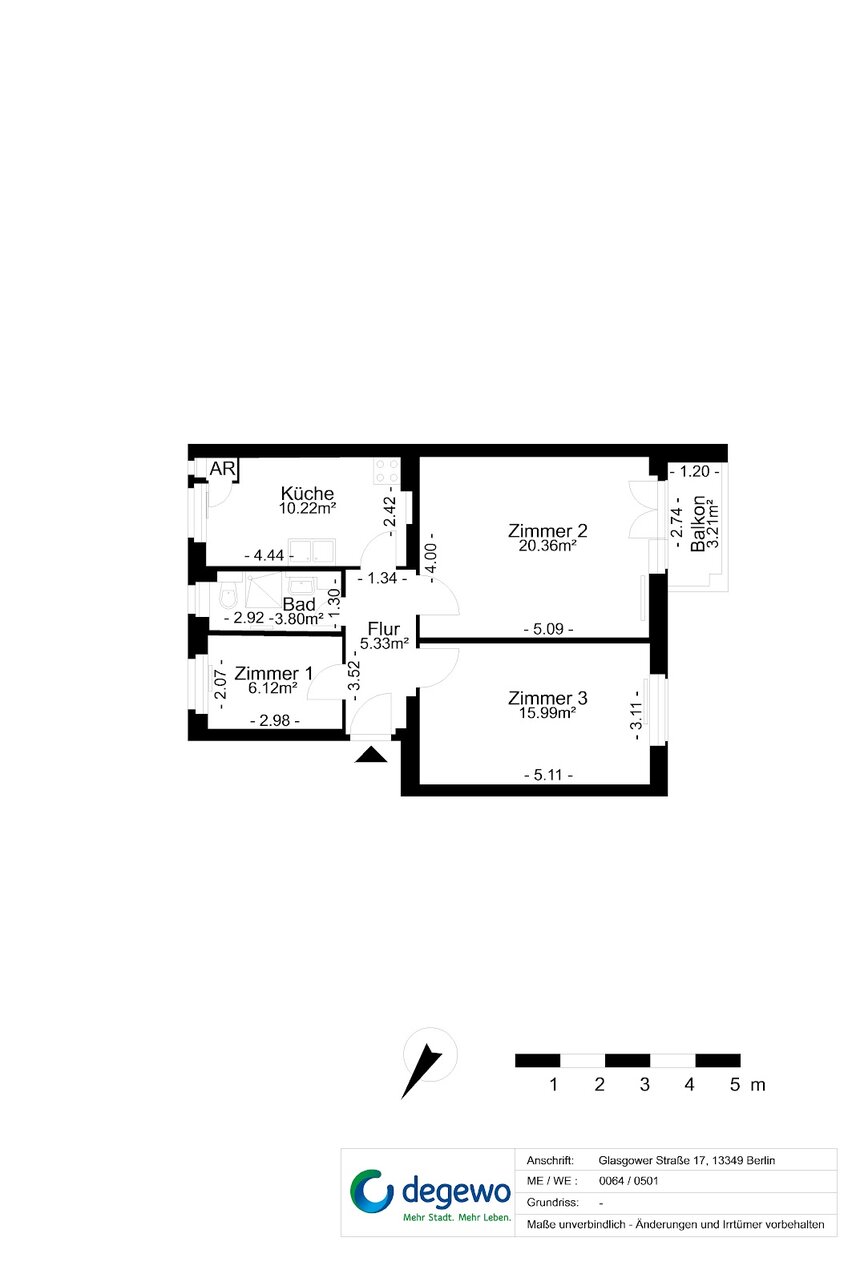 AR
Küche
10.22m²
- 2.42 -
- 4.44 -
- 1.20 -
- 2.74 -
Balkon
3.21m²
Zimmer 2
20.36m²
- 4.00 -
- 5.09 -
- 1.34 -
Bad
- 2.92 -3.80m²
- 1.30 -
Flur
5.33m²
- 3.52 -
Zimmer 1
6.12m²
- 2.07 -
- 2.98 -
Zimmer 3
15.99m²
- 3.11 -
- 5.11 -
1 2 3 4 5 m
degewo
Mehr Stadt. Mehr Leben.
Anschrift: Glasgower Straße 17, 13349 Berlin
ME / WE : 0064 / 0501
Grundriss: -
Maße unverbindlich - Änderungen und Irrtümer vorbehalten